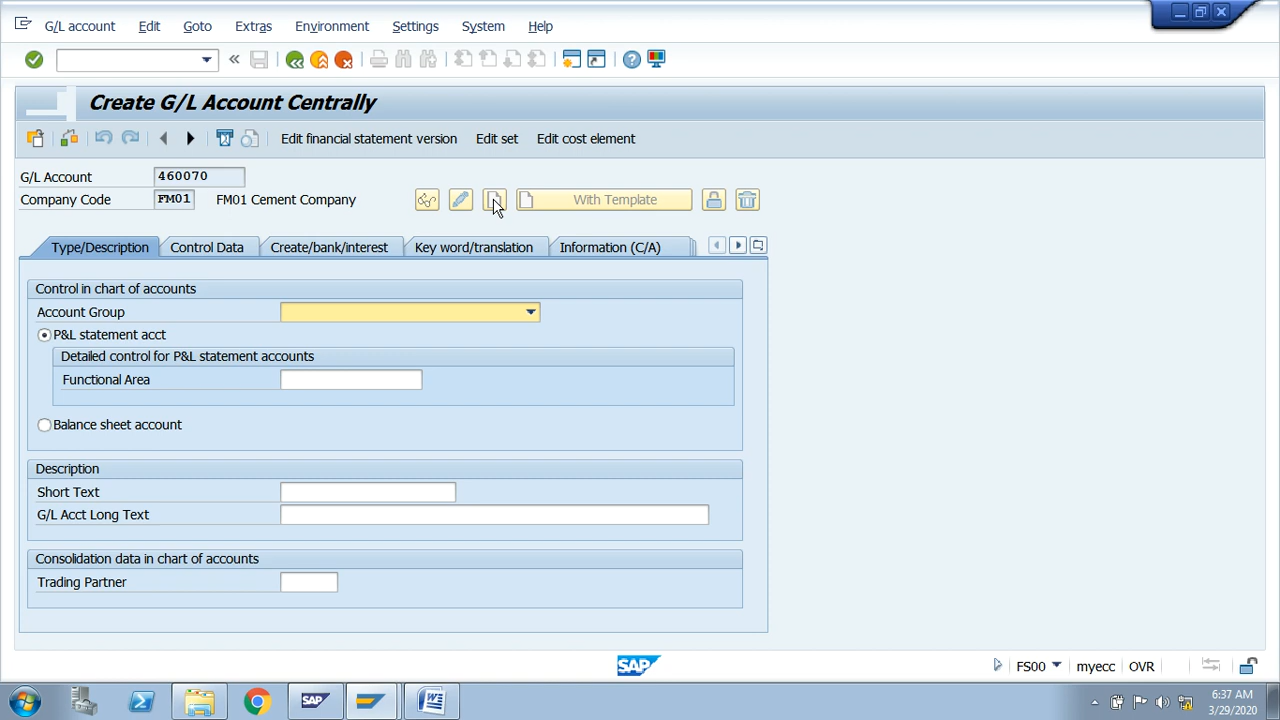 G/L account Edit Goto Extras Environment Settings System Help
Create G/L Account Centrally
Edit financial statement version Edit set Edit cost element
G/L Account 460070
Company Code FM01 FM01 Cement Company With Template
Type/Description Control Data Create/bank/interest Key word/translation Information (C/A)
Control in chart of accounts
Account Group
P&L statement acct
Detailed control for P&L statement accounts
Functional Area
Balance sheet account
Description
Short Text
G/L Acct Long Text
Consolidation data in chart of accounts
Trading Partner
SAP FS00 myecc OVR
SAP
6:37 AM
3/29/2020